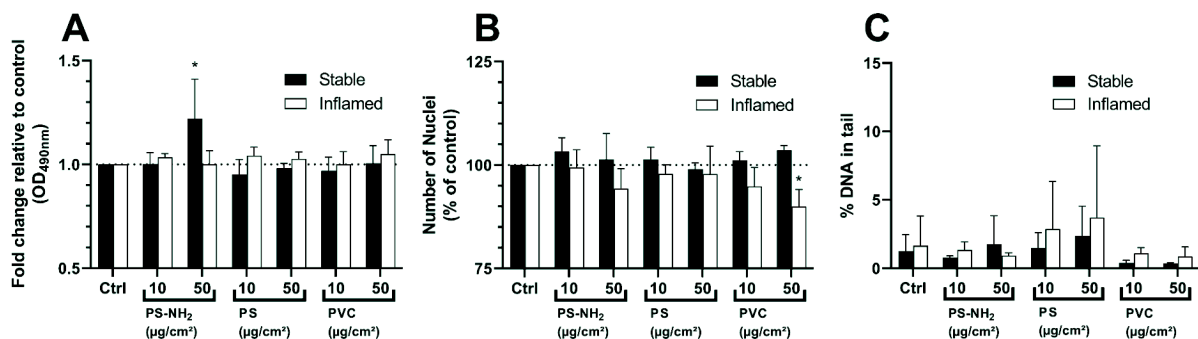 A
Fold change relative to control
(OD490nm)
1.5
1.0
0.5
*
Stable
Inflamed
Ctrl 10 50 10 50 10 50
PS-NH₂ PS PVC
(µg/cm²) (µg/cm²) (µg/cm²)
B
Number of Nuclei
(% of control)
125
100
75
Stable
Inflamed
*
Ctrl 10 50 10 50 10 50
PS-NH₂ PS PVC
(µg/cm²) (µg/cm²) (µg/cm²)
C
% DNA in tail
15
10
5
0
Stable
Inflamed
Ctrl 10 50 10 50 10 50
PS-NH₂ PS PVC
(µg/cm²) (µg/cm²) (µg/cm²)